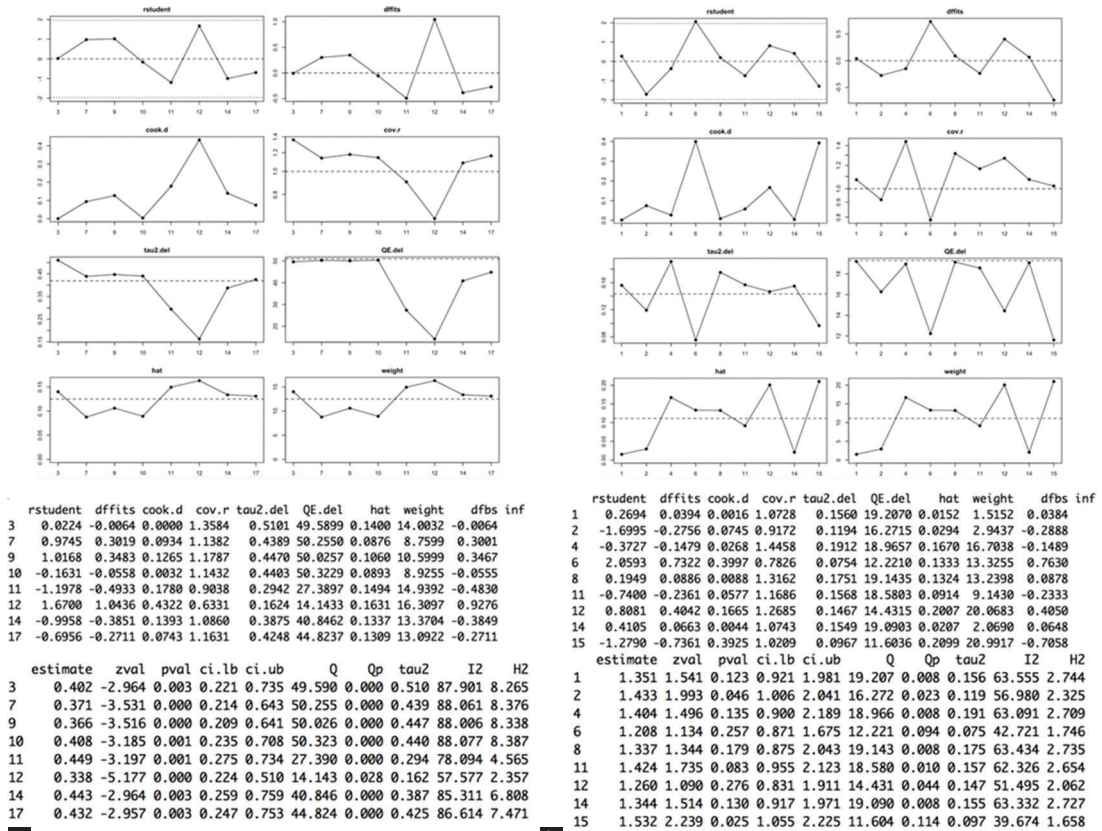 rstudent dffits
cook.d cov.r
tau2.del QE.del
hat weight
rstudent dffits cook.d cov.r tau2.del QE.del hat weight dfbs inf
3 0.0224 -0.0064 0.0000 1.3584 0.5101 49.5899 0.1400 14.0032 -0.0064
7 0.9745 0.3019 0.0934 1.1382 0.4389 50.2550 0.0876 8.7599 0.3001
9 1.0168 0.3483 0.1265 1.1787 0.4470 50.0257 0.1060 10.5999 0.3467
10 -0.1631 -0.0558 0.0032 1.1432 0.4403 50.3229 0.0893 8.9255 -0.0555
11 -1.1978 -0.4933 0.1780 0.9038 0.2942 27.3897 0.1494 14.9392 -0.4830
12 1.6700 1.0436 0.4322 0.6331 0.1624 14.1433 0.1631 16.3097 0.9276
14 -0.9958 -0.3851 0.1393 1.0860 0.3875 40.8462 0.1337 13.3704 -0.3849
17 -0.6956 -0.2711 0.0743 1.1631 0.4248 44.8237 0.1309 13.0922 -0.2711
estimate zval pval ci.lb ci.ub Q Qp tau2 I2 H2
3 0.402 -2.964 0.003 0.221 0.735 49.590 0.000 0.510 87.901 8.265
7 0.371 -3.531 0.000 0.214 0.643 50.255 0.000 0.439 88.061 8.376
9 0.366 -3.516 0.000 0.209 0.641 50.026 0.000 0.447 88.006 8.338
10 0.408 -3.185 0.001 0.235 0.708 50.323 0.000 0.440 88.077 8.387
11 0.449 -3.197 0.001 0.275 0.734 27.390 0.000 0.294 78.094 4.565
12 0.338 -5.177 0.000 0.224 0.510 14.143 0.028 0.162 57.577 2.357
14 0.443 -2.964 0.003 0.259 0.759 40.846 0.000 0.387 85.311 6.808
17 0.432 -2.957 0.003 0.247 0.753 44.824 0.000 0.425 86.614 7.471
rstudent dffits
cook.d cov.r
tau2.del QE.del
hat weight
rstudent dffits cook.d cov.r tau2.del QE.del hat weight dfbs inf
1 0.2694 0.0394 0.0016 1.0728 0.1560 19.2070 0.0152 1.5152 0.0384
2 -1.6995 -0.2756 0.0745 0.9172 0.1194 16.2715 0.0294 2.9437 -0.2888
4 -0.3727 -0.1479 0.0268 1.4458 0.1912 18.9657 0.1670 16.7038 -0.1489
6 2.0593 0.7322 0.3997 0.7826 0.0754 12.2210 0.1333 13.3255 0.7630
8 0.1949 0.0886 0.0088 1.3162 0.1751 19.1435 0.1324 13.2398 0.0878
11 -0.7400 -0.2361 0.0577 1.1686 0.1568 18.5803 0.0914 9.1430 -0.2333
12 0.8081 0.4042 0.1665 1.2685 0.1467 14.4315 0.2007 20.0683 0.4050
14 0.4105 0.0663 0.0044 1.0743 0.1549 19.0903 0.0207 2.0690 0.0648
15 -1.2790 -0.7361 0.3925 1.0209 0.0967 11.6036 0.2099 20.9917 -0.7058
estimate zval pval ci.lb ci.ub Q Qp tau2 I2 H2
1 1.351 1.541 0.123 0.921 1.981 19.207 0.008 0.156 63.555 2.744
2 1.433 1.993 0.046 1.006 2.041 16.272 0.023 0.119 56.980 2.325
4 1.404 1.496 0.135 0.900 2.189 18.966 0.008 0.191 63.091 2.709
6 1.208 1.134 0.257 0.871 1.675 12.221 0.094 0.075 42.721 1.746
8 1.337 1.344 0.179 0.875 2.043 19.143 0.008 0.175 63.434 2.735
11 1.424 1.735 0.083 0.955 2.123 18.580 0.010 0.157 62.326 2.654
12 1.260 1.090 0.276 0.831 1.911 14.431 0.044 0.147 51.495 2.062
14 1.344 1.514 0.130 0.917 1.971 19.090 0.008 0.155 63.332 2.727
15 1.532 2.239 0.025 1.055 2.225 11.604 0.114 0.097 39.674 1.658